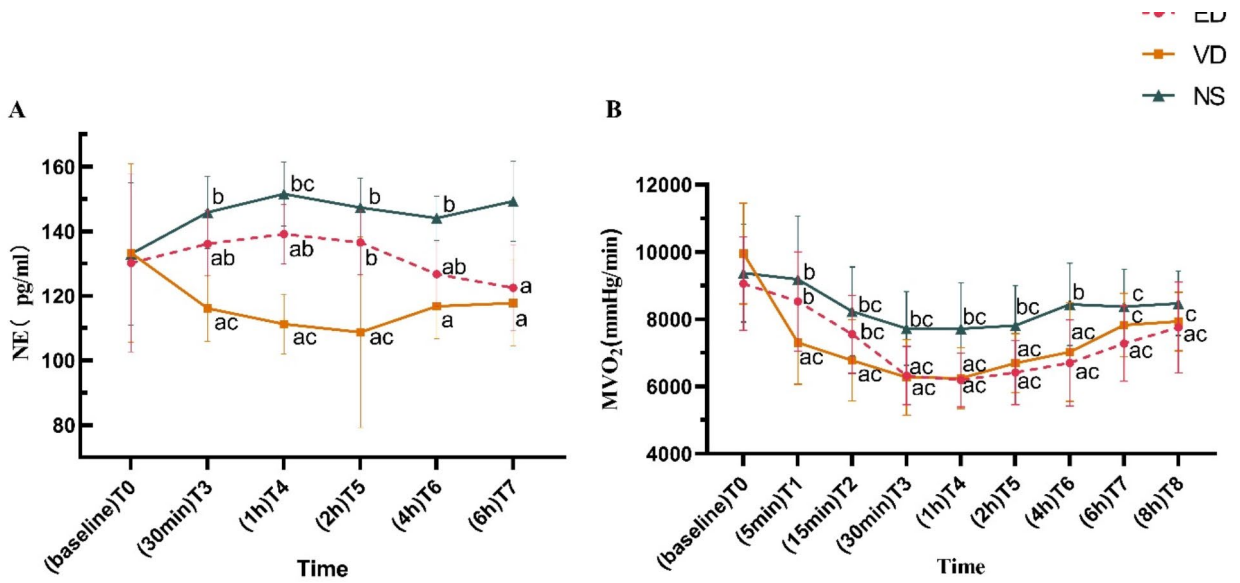 ED
VD
NS
A
B
NE( pg/ml)
160
140
120
100
80
b
bc
b
b
ab
ab
b
ab
a
ac
ac
ac
a
a
(baseline)T0
(30min)T3
(1h)T4
(2h)T5
(4h)T6
(6h)T7
Time
MVO₂(mmHg/min)
12000
10000
8000
6000
4000
b
bc
bc
bc
bc
b
c
b
bc
ac
ac
ac
ac
ac
ac
ac
ac
ac
ac
ac
ac
c
c
ac
ac
(baseline)T0
(5min)T1
(15min)T2
(30min)T3
(1h)T4
(2h)T5
(4h)T6
(6h)T7
(8h)T8
Time